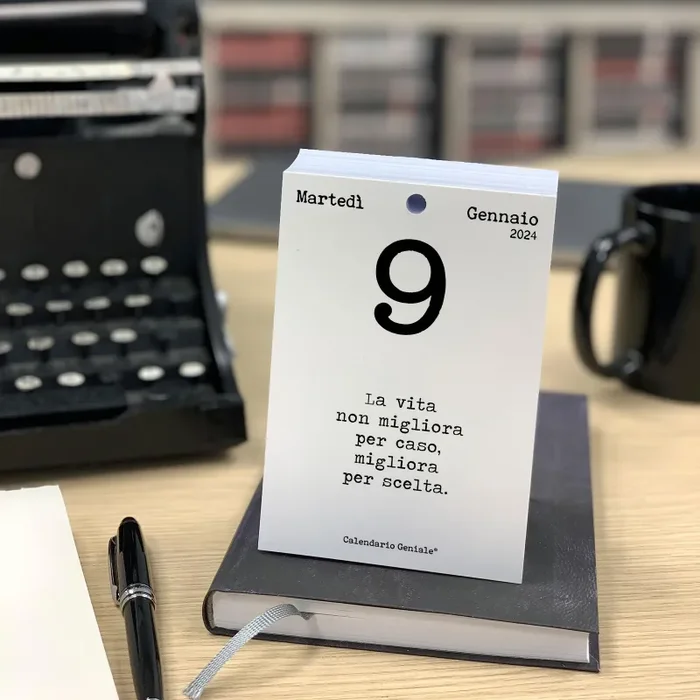 Martedì
Gennaio
2024
9
La vita
non migliora
per caso,
migliora
per scelta.
Calendario Geniale®